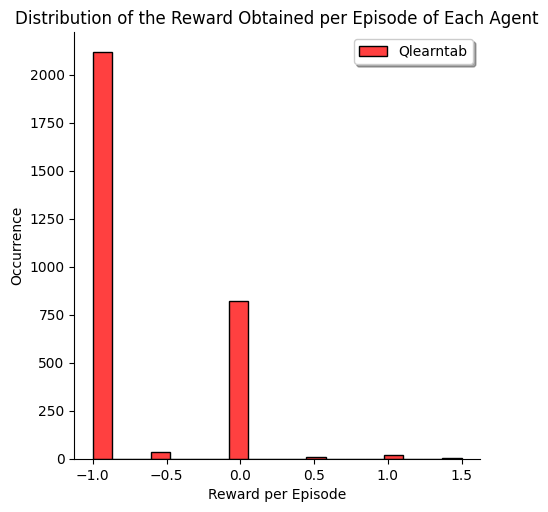 Distribution of the Reward Obtained per Episode of Each Agent
Qlearntab
2000
1750
1500
1250
1000
750
500
250
0
Occurrence
−1.0 −0.5 0.0 0.5 1.0 1.5
Reward per Episode